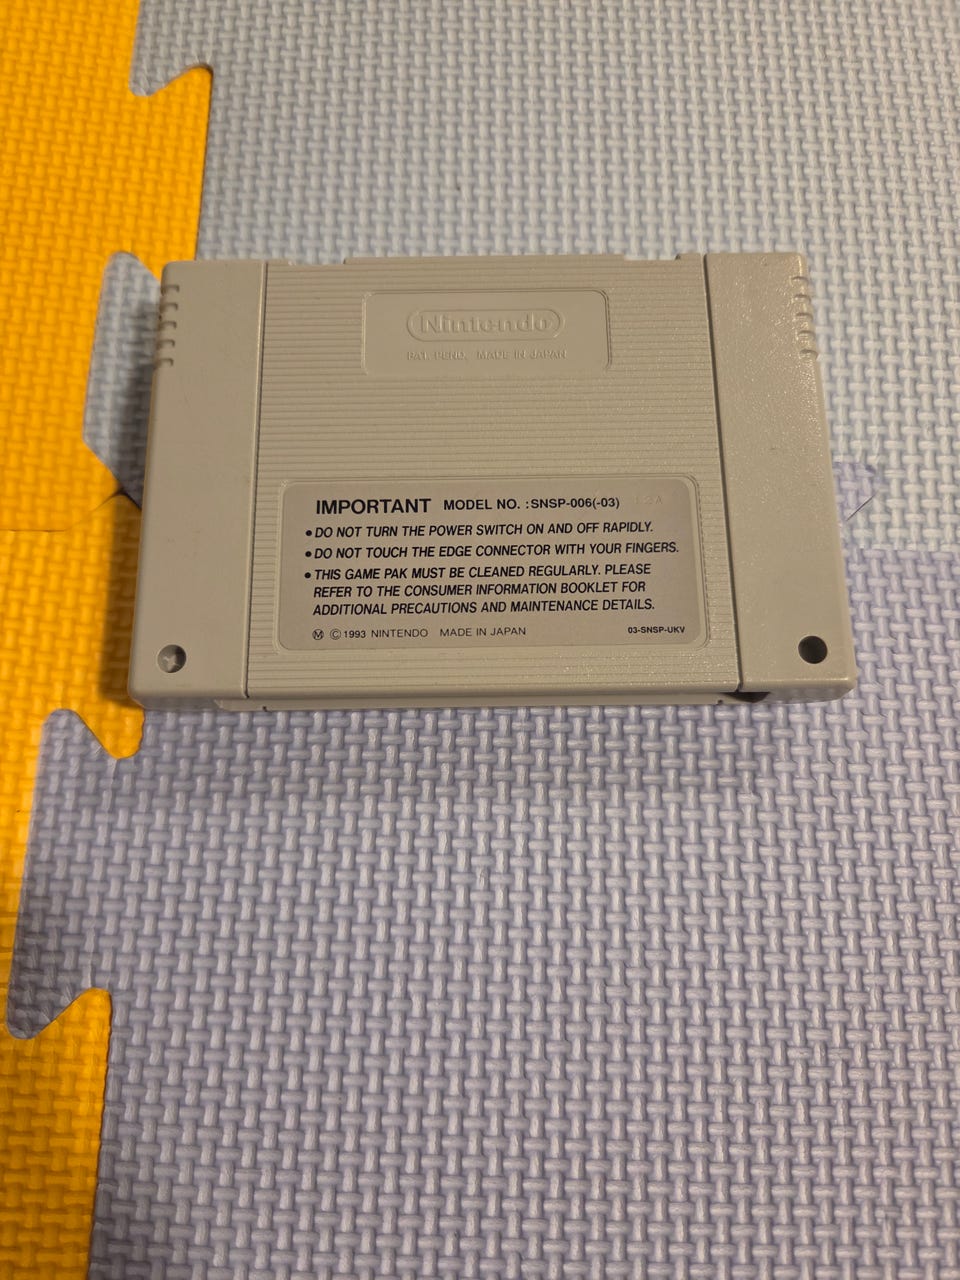 Nintendo
PAT. PEND. MADE IN JAPAN
IMPORTANT MODEL NO. :SNSP-006(-03)
●DO NOT TURN THE POWER SWITCH ON AND OFF RAPIDLY.
●DO NOT TOUCH THE EDGE CONNECTOR WITH YOUR FINGERS.
●THIS GAME PAK MUST BE CLEANED REGULARLY. PLEASE
REFER TO THE CONSUMER INFORMATION BOOKLET FOR
ADDITIONAL PRECAUTIONS AND MAINTENANCE DETAILS.
Ⓜ ©1993 NINTENDO MADE IN JAPAN 03-SNSP-UKV